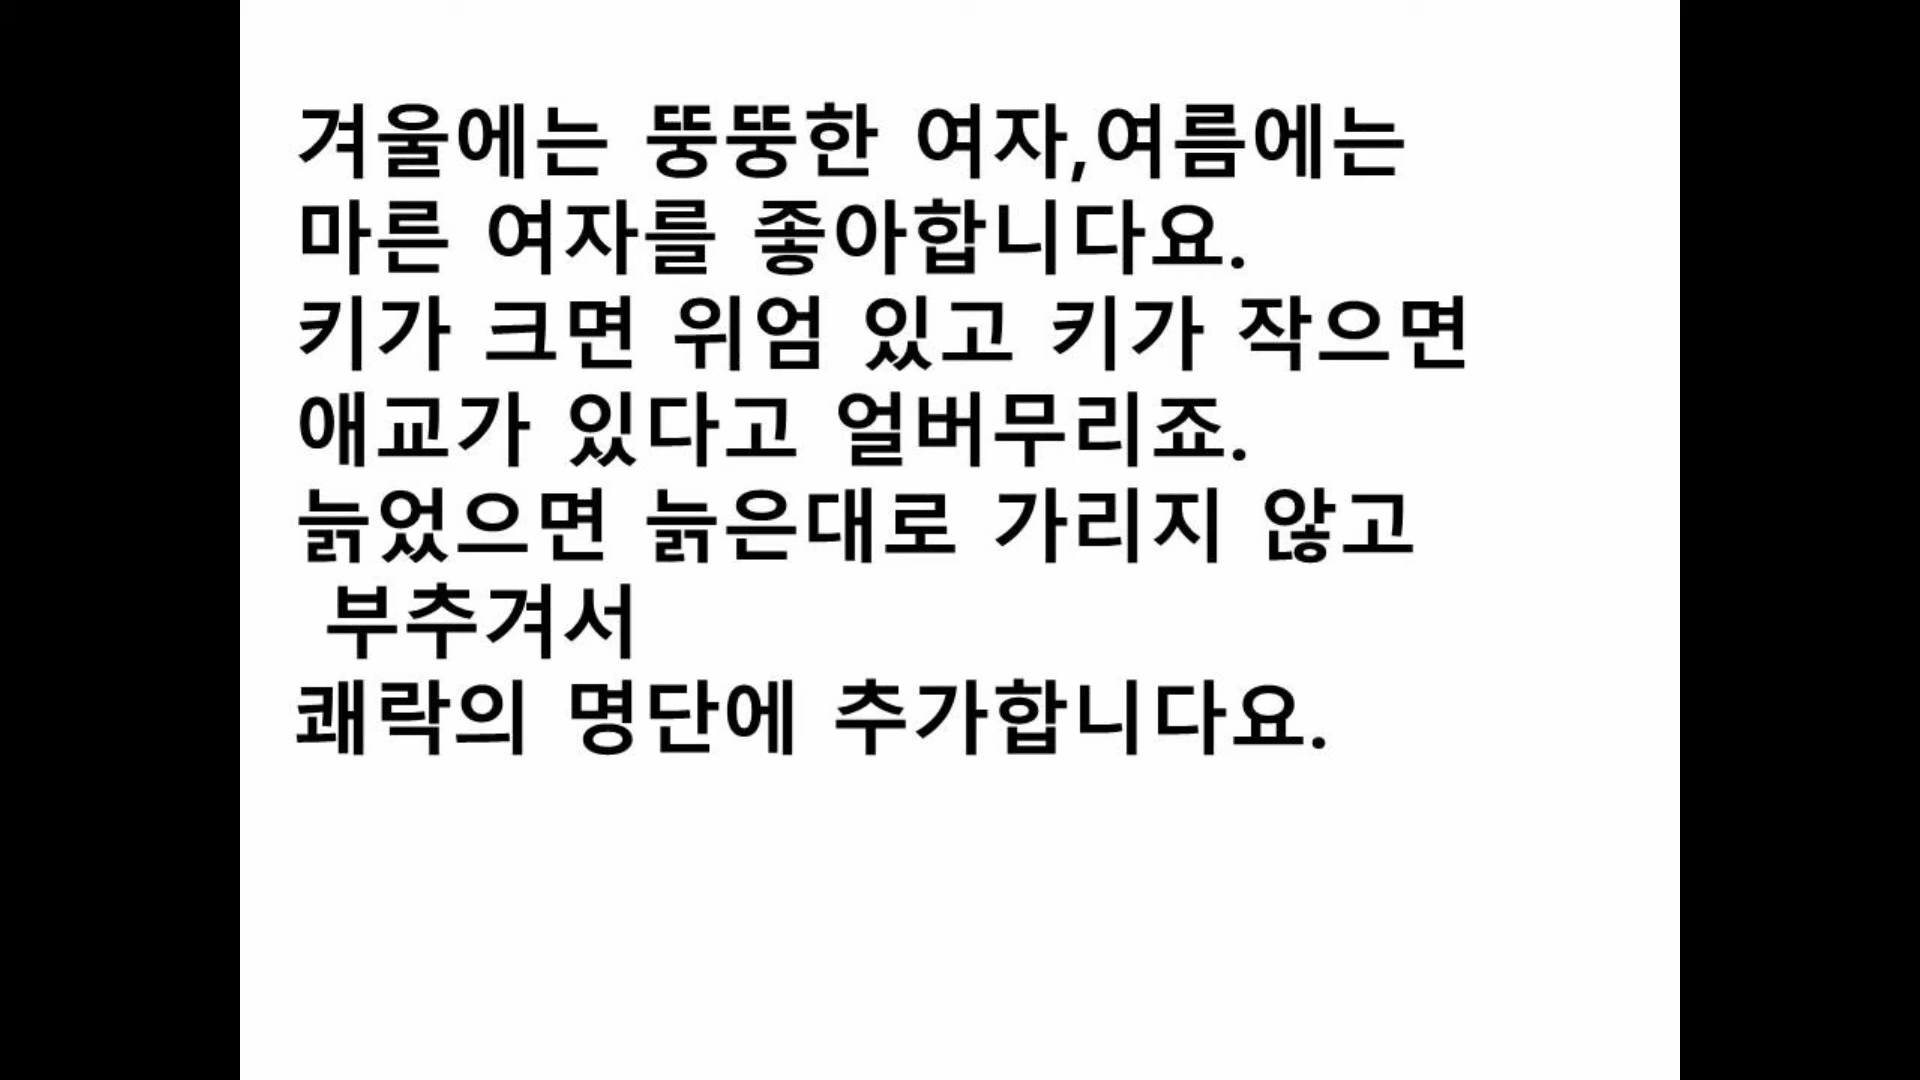 겨울에는 뚱뚱한 여자,여름에는
마른 여자를 좋아합니다요.
키가 크면 위엄 있고 키가 작으면
애교가 있다고 얼버무리죠.
늙었으면 늙은대로 가리지 않고
부추겨서
쾌락의 명단에 추가합니다요.